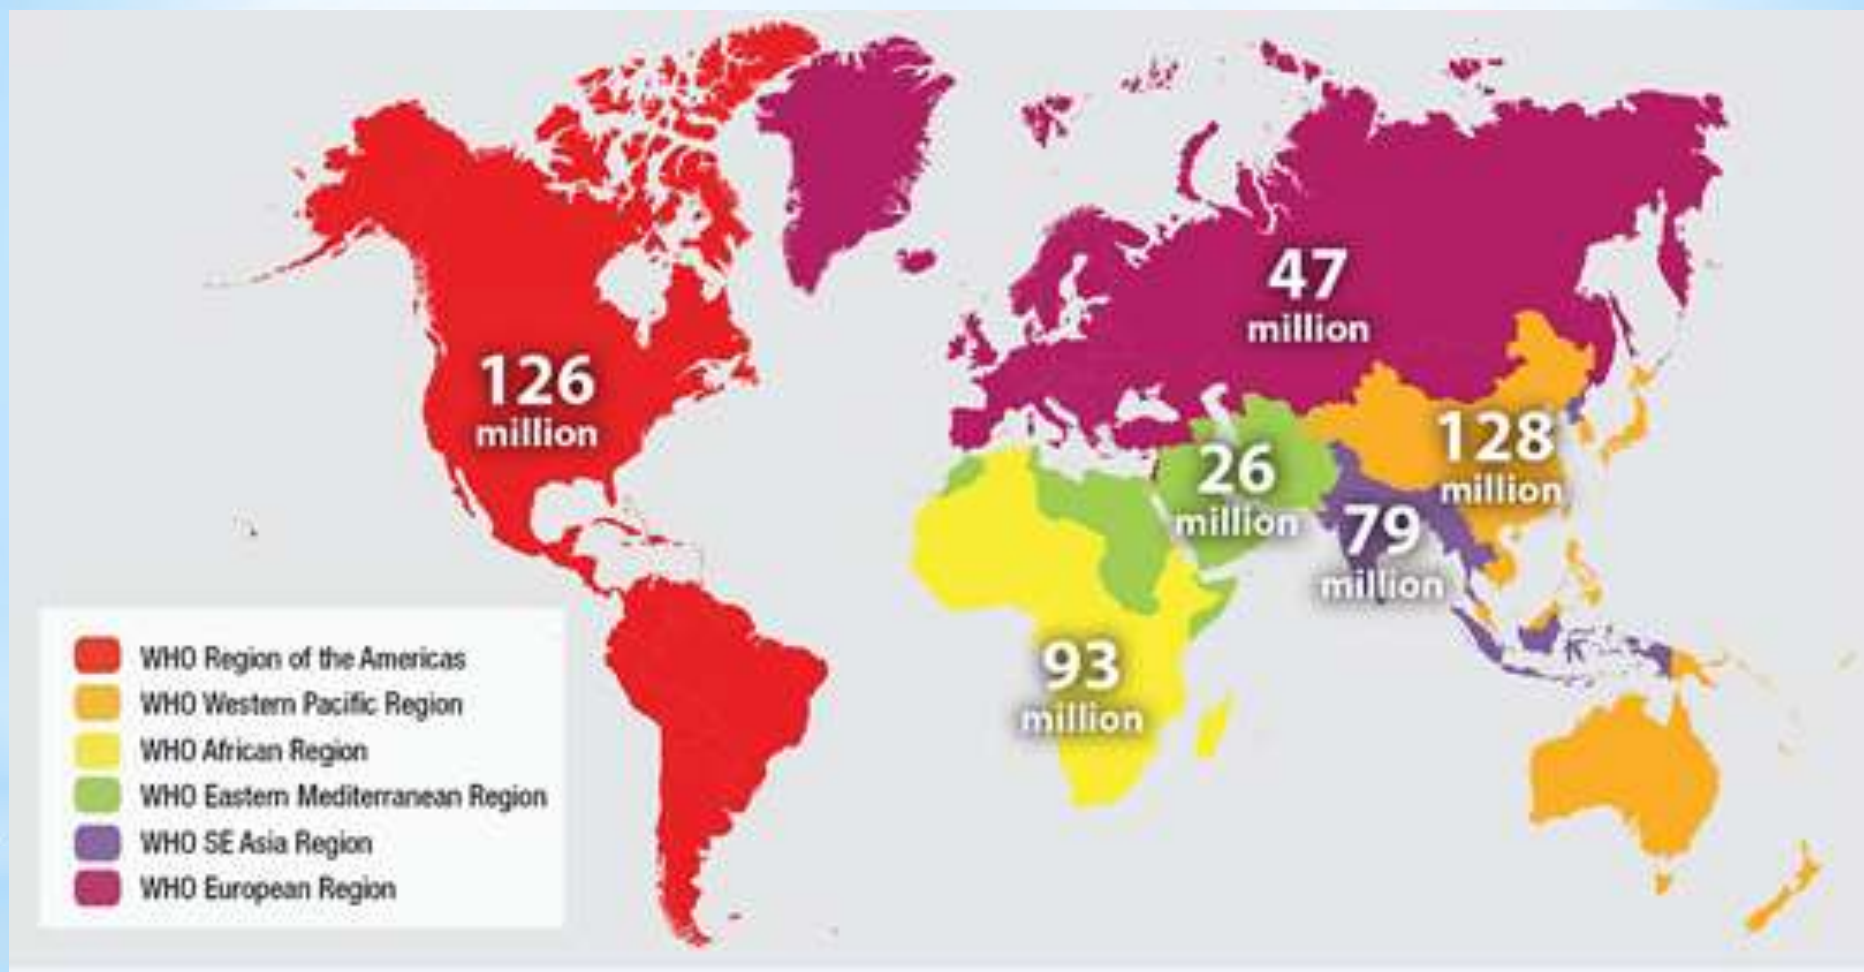 47
million
126
million
128
million
26
million
79
million
93
million
WHO Region of the Americas
WHO Western Pacific Region
WHO African Region
WHO Eastern Mediterranean Region
WHO SE Asia Region
WHO European Region